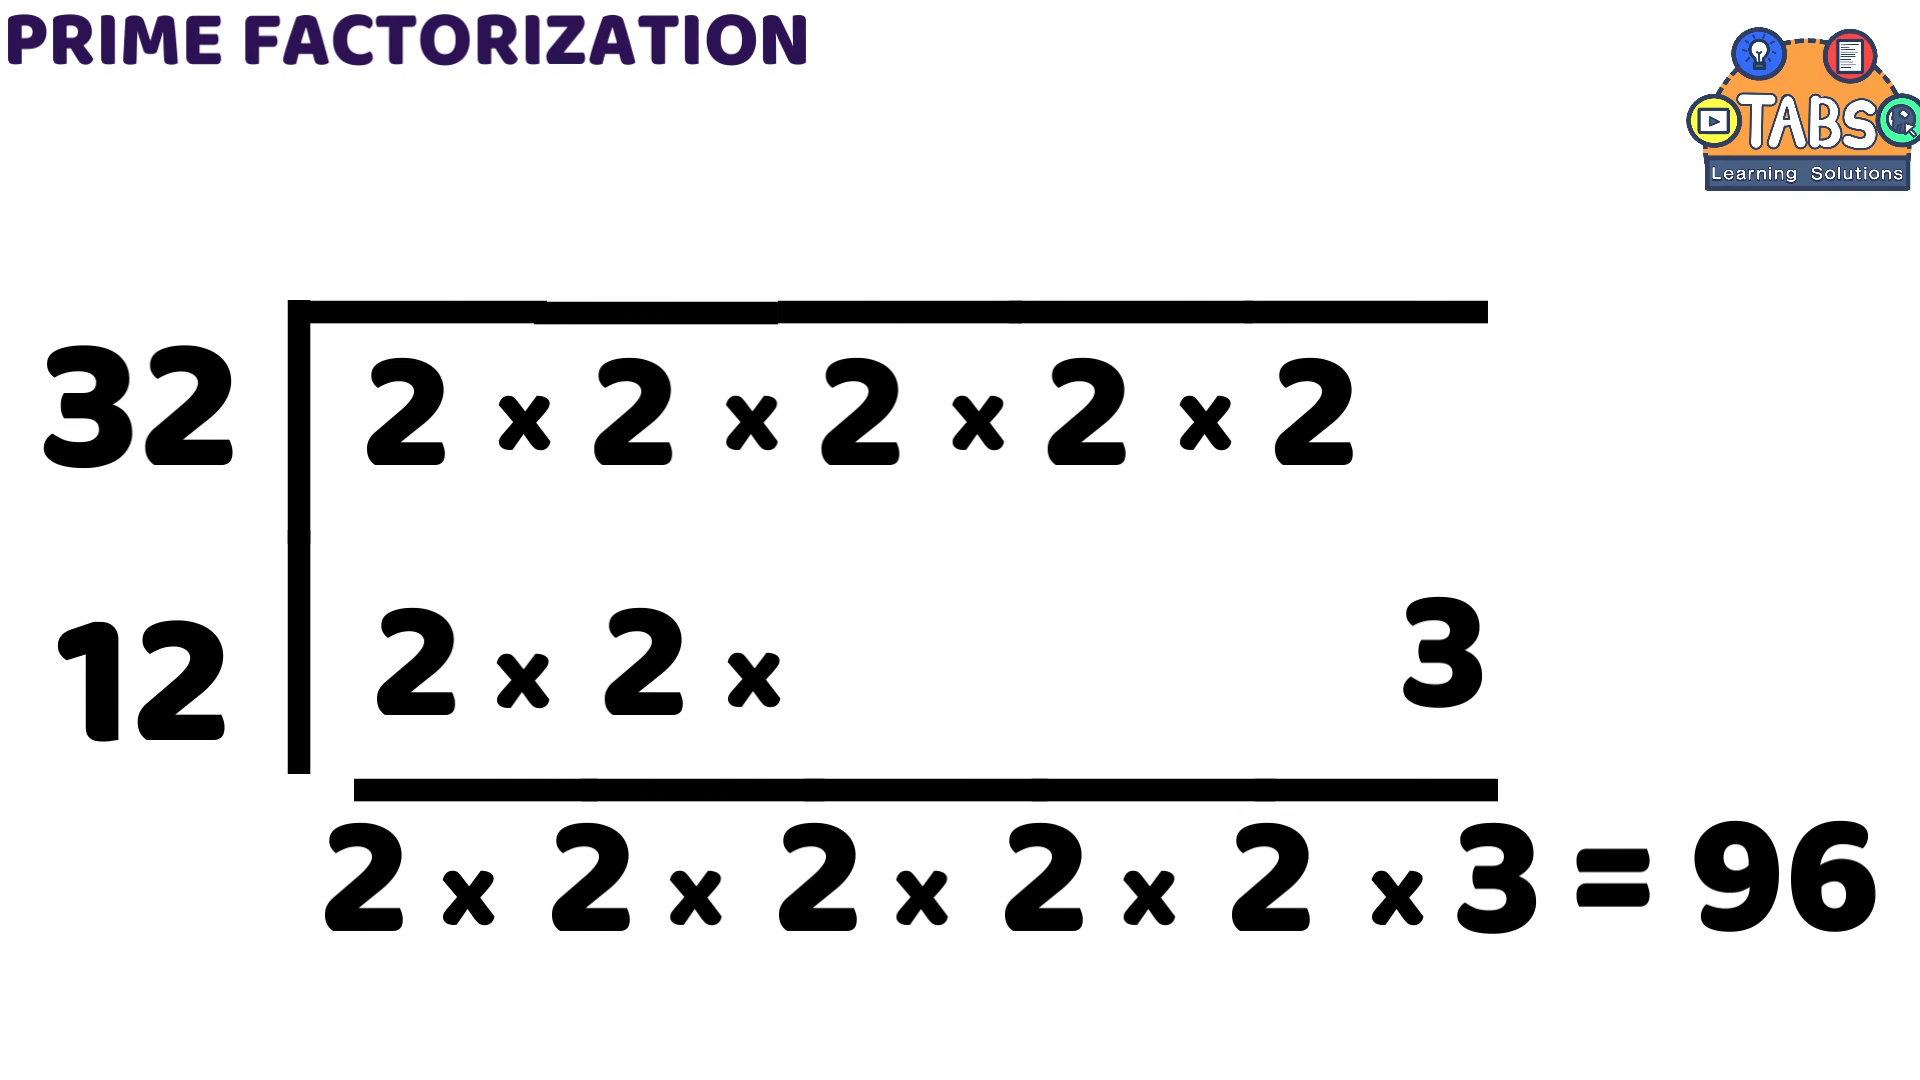 PRIME FACTORIZATION
TABS
Learning Solutions
32 2 x 2 x 2 x 2 x 2
12 2 x 2 x 3
2 x 2 x 2 x 2 x 2 x 3 = 96